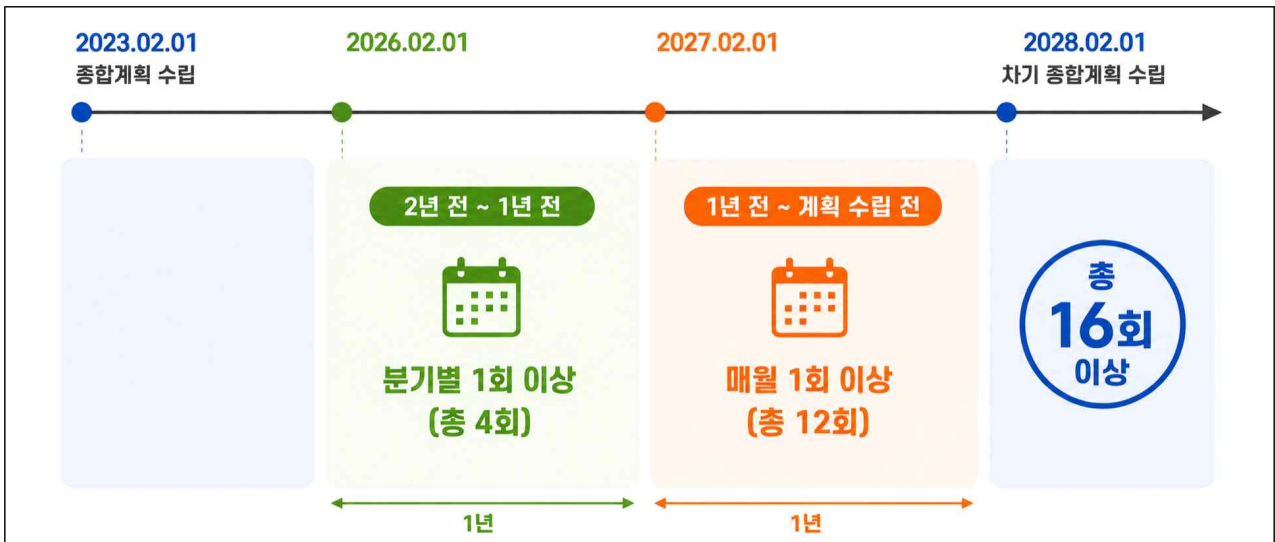 2023.02.01
종합계획 수립
2026.02.01
2027.02.01
2028.02.01
차기 종합계획 수립
2년 전 ~ 1년 전
분기별 1회 이상
(총 4회)
1년
1년 전 ~ 계획 수립 전
매월 1회 이상
(총 12회)
1년
총
16회
이상